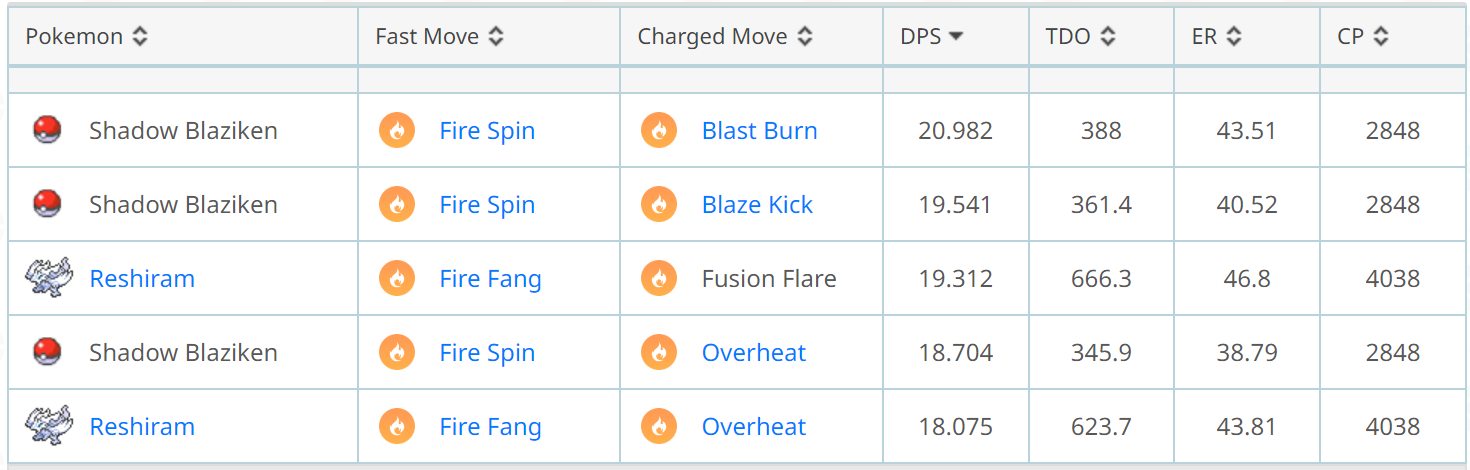 Pokemon Fast Move Charged Move DPS TDO ER CP
Shadow Blaziken Fire Spin Blast Burn 20.982 388 43.51 2848
Shadow Blaziken Fire Spin Blaze Kick 19.541 361.4 40.52 2848
Reshiram Fire Fang Fusion Flare 19.312 666.3 46.8 4038
Shadow Blaziken Fire Spin Overheat 18.704 345.9 38.79 2848
Reshiram Fire Fang Overheat 18.075 623.7 43.81 4038